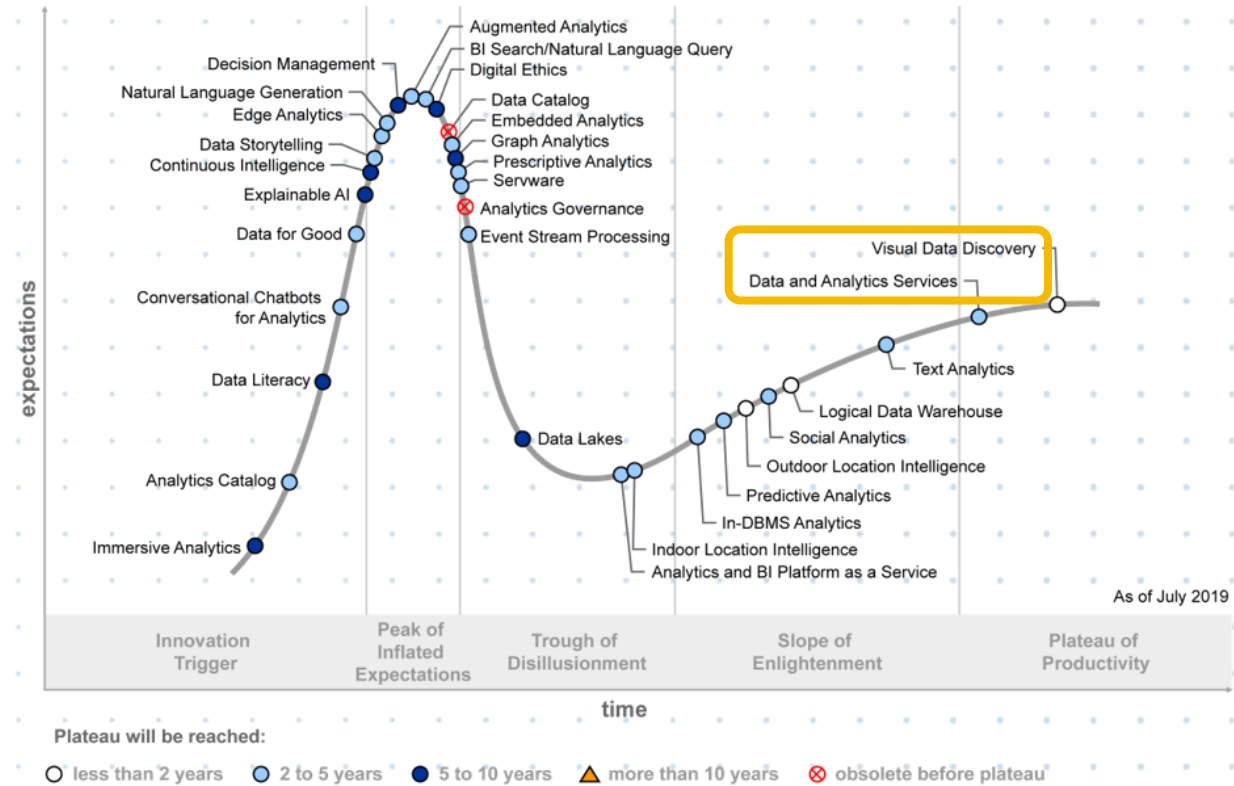 Augmented Analytics
BI Search/Natural Language Query
Decision Management
Digital Ethics
Natural Language Generation
Data Catalog
Edge Analytics
Embedded Analytics
Data Storytelling
Graph Analytics
Continuous Intelligence
Prescriptive Analytics
Servware
Explainable AI
Analytics Governance
Data for Good
Event Stream Processing
Visual Data Discovery
Data and Analytics Services
Conversational Chatbots
for Analytics
expectations
Text Analytics
Data Literacy
Logical Data Warehouse
Data Lakes
Social Analytics
Outdoor Location Intelligence
Analytics Catalog
Predictive Analytics
In-DBMS Analytics
Immersive Analytics
Indoor Location Intelligence
Analytics and BI Platform as a Service
As of July 2019
Innovation
Trigger
Peak of
Inflated
Expectations
Trough of
Disillusionment
Slope of
Enlightenment
Plateau of
Productivity
time
Plateau will be reached:
less than 2 years
2 to 5 years
5 to 10 years
more than 10 years
obsolete before plateau